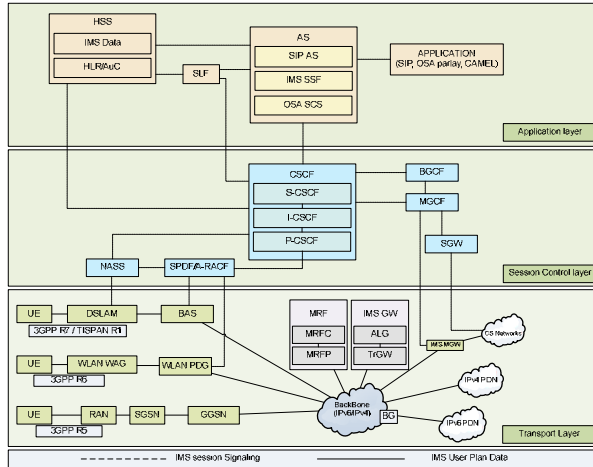 HSS
IMS Data
HLR/AuC
SLF
AS
SIP AS
IMS SSF
OSA SCS
APPLICATION
(SIP, OSA parlay, CAMEL)
Application layer
CSCF
S-CSCF
I-CSCF
P-CSCF
BGCF
MGCF
SGW
NASS
SPDF/A-RACF
Session Control layer
UE
DSLAM
BAS
3GPP R7 / TISPAN R1
UE
WLAN WAG
WLAN PDG
3GPP R6
UE
RAN
SGSN
GGSN
3GPP R5
MRF
MRFC
MRFP
IMS GW
ALG
TrGW
IMS MGW
CS Networks
BackBone
(IPv6/IPv4)
BG
IPv4 PDN
IPv6 PDN
Transport Layer
IMS session Signaling
IMS User Plan Data